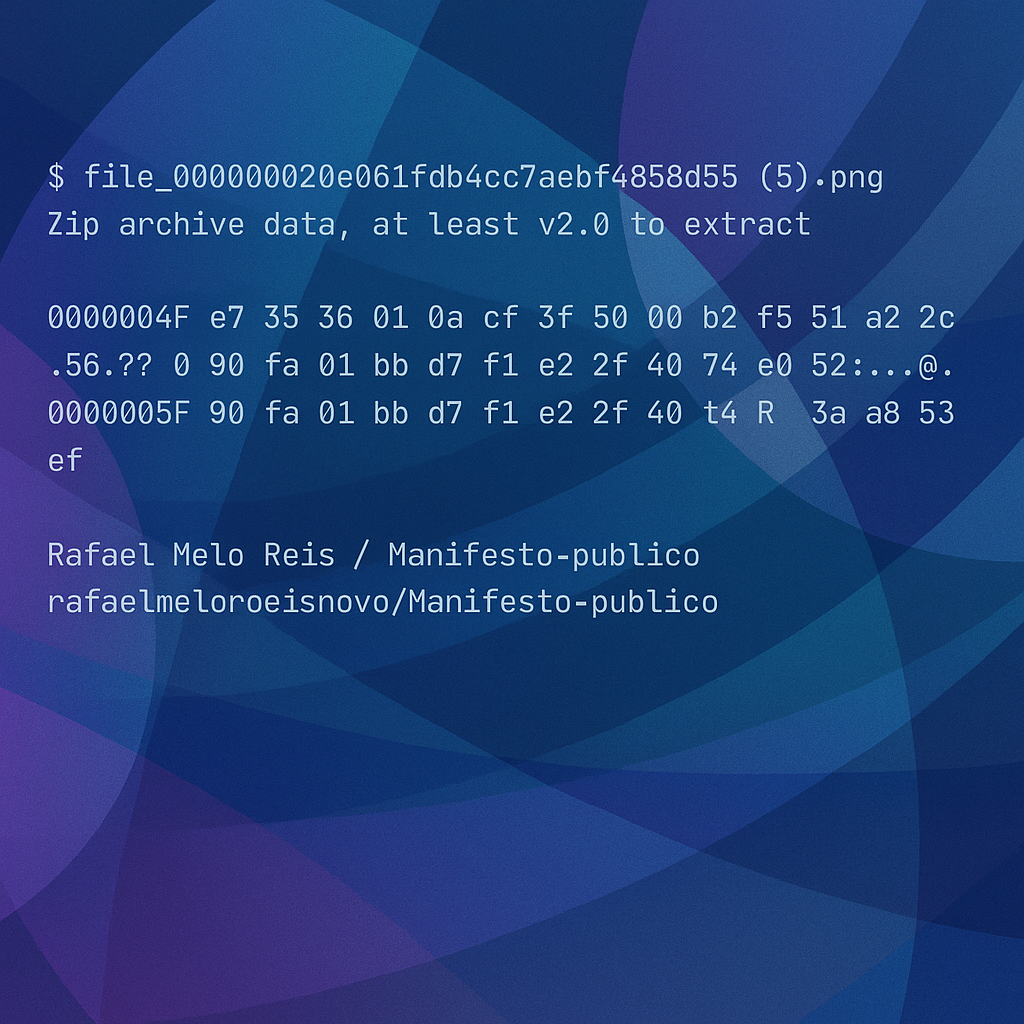 $ file_000000020e061fdb4cc7aebf4858d55 (5).png
Zip archive data, at least v2.0 to extract
0000004F e7 35 36 01 0a cf 3f 50 00 b2 f5 51 a2 2c
.56.?? 0 90 fa 01 bb d7 f1 e2 2f 40 74 e0 52:...@.
0000005F 90 fa 01 bb d7 f1 e2 2f 40 t4 R 3a a8 53
ef
Rafael Melo Reis / Manifesto-publico
rafaelmeloroeisnovo/Manifesto-publico